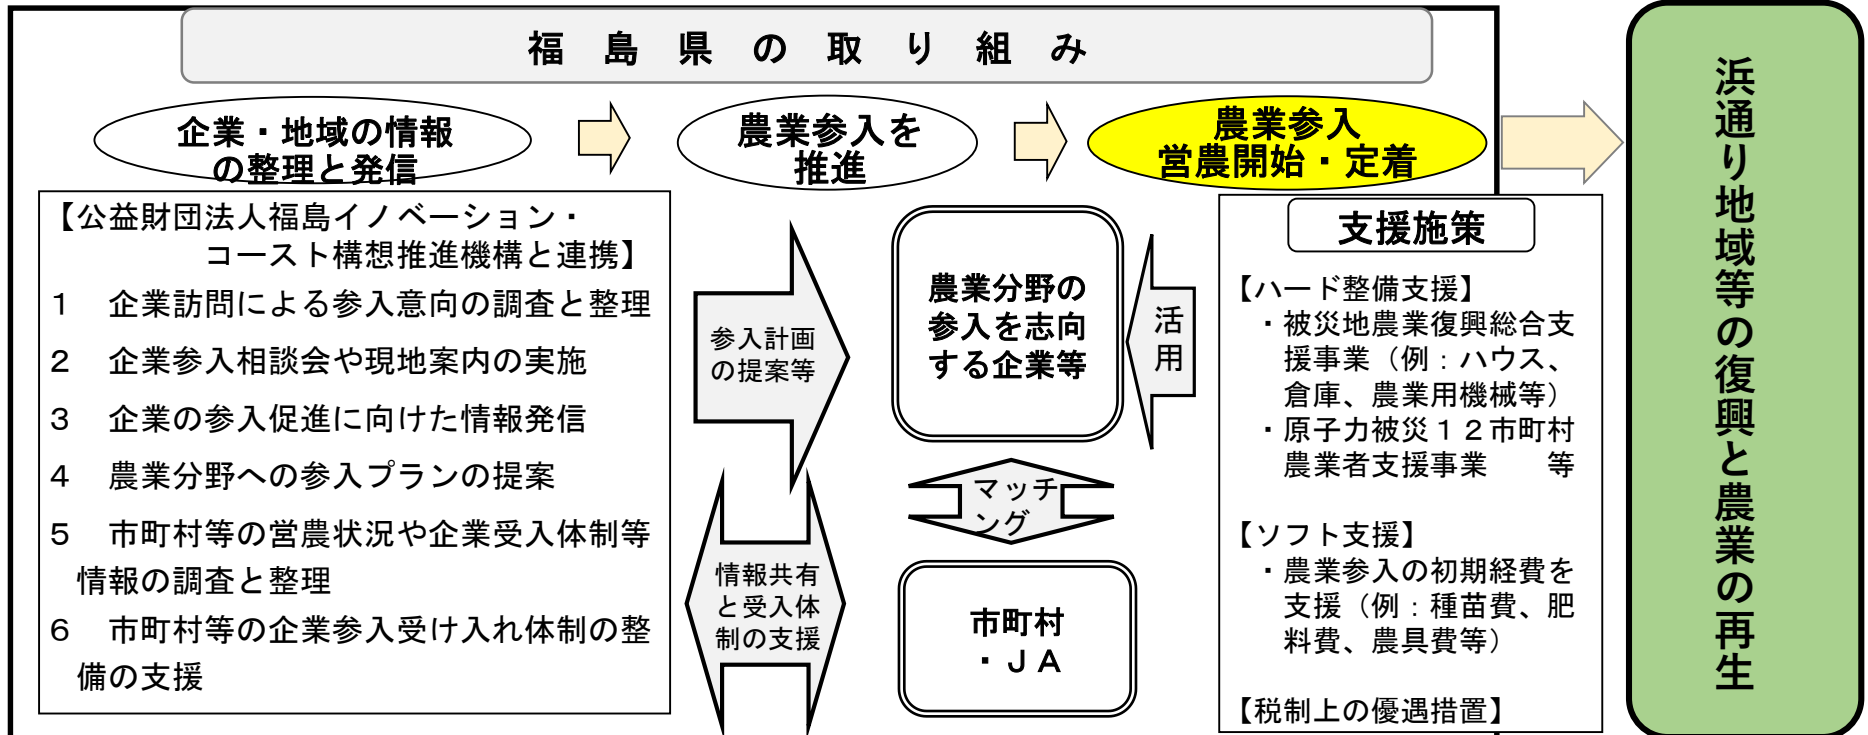 福島県の取り組み
企業・地域の情報
の整理と発信
農業参入を
推進
農業参入
営農開始・定着
【公益財団法人福島イノベーション・
コースト構想推進機構と連携】
１　企業訪問による参入意向の調査と整理
２　企業参入相談会や現地案内の実施
３　企業の参入促進に向けた情報発信
４　農業分野への参入プランの提案
５　市町村等の営農状況や企業受入体制等
情報の調査と整理
６　市町村等の企業参入受け入れ体制の整
備の支援
参入計画
の提案等
情報共有
と受入体
制の支援
農業分野の
参入を志向
する企業等
マッチ
ング
市町村
・ＪＡ
活
用
支援施策
【ハード整備支援】
・被災地農業復興総合支
援事業（例：ハウス、
倉庫、農業用機械等）
・原子力被災１２市町村
農業者支援事業　　等
【ソフト支援】
・農業参入の初期経費を
支援（例：種苗費、肥
料費、農具費等）
【税制上の優遇措置】
浜通り地域等の復興と農業の再生